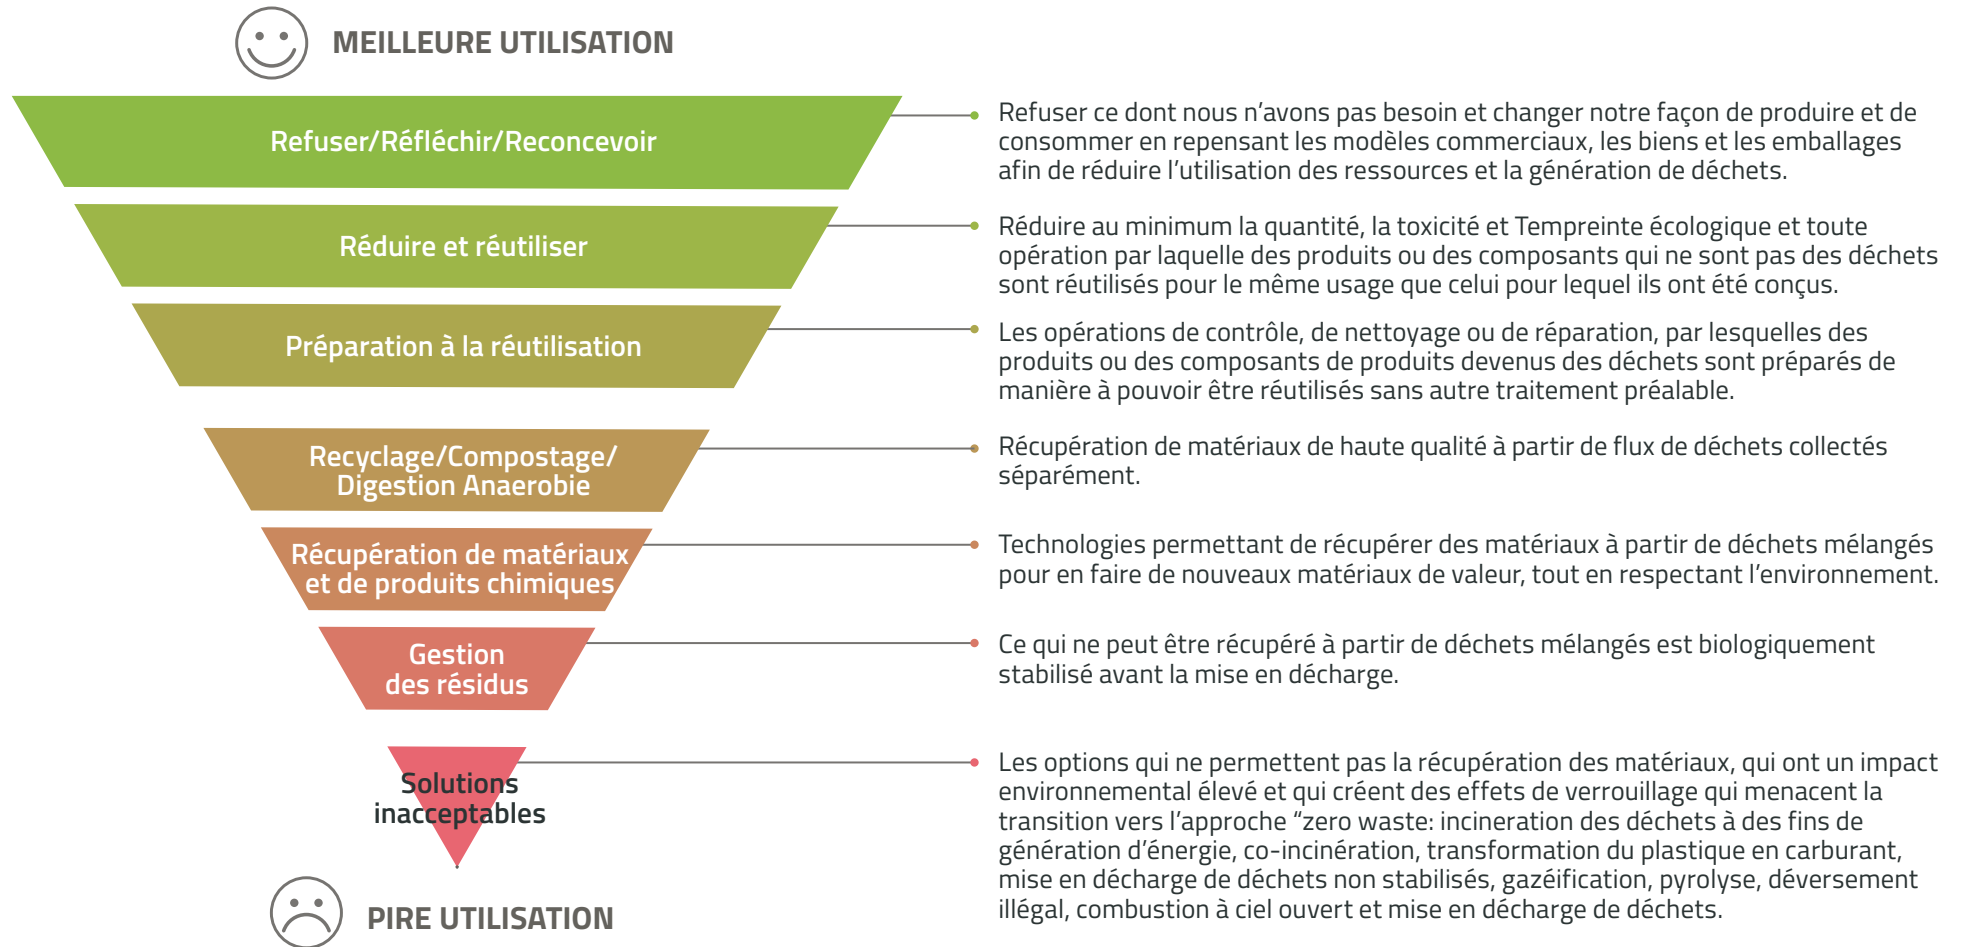 MEILLEURE UTILISATION
Refuser/Réfléchir/Reconcevoir
Refuser ce dont nous n’avons pas besoin et changer notre façon de produire et de
consommer en repensant les modèles commerciaux, les biens et les emballages
afin de réduire l’utilisation des ressources et la génération de déchets.
Réduire et réutiliser
Réduire au minimum la quantité, la toxicité et Tempreinte écologique et toute
opération par laquelle des produits ou des composants qui ne sont pas des déchets
sont réutilisés pour le même usage que celui pour lequel ils ont été conçus.
Préparation à la réutilisation
Les opérations de contrôle, de nettoyage ou de réparation, par lesquelles des
produits ou des composants de produits devenus des déchets sont préparés de
manière à pouvoir être réutilisés sans autre traitement préalable.
Recyclage/Compostage/
Digestion Anaerobie
Récupération de matériaux de haute qualité à partir de flux de déchets collectés
séparément.
Récupération de matériaux
et de produits chimiques
Technologies permettant de récupérer des matériaux à partir de déchets mélangés
pour en faire de nouveaux matériaux de valeur, tout en respectant l’environnement.
Gestion
des résidus
Ce qui ne peut être récupéré à partir de déchets mélangés est biologiquement
stabilisé avant la mise en décharge.
Solutions
inacceptables
Les options qui ne permettent pas la récupération des matériaux, qui ont un impact
environnemental élevé et qui créent des effets de verrouillage qui menacent la
transition vers l’approche “zero waste: incineration des déchets à des fins de
génération d’énergie, co-incinération, transformation du plastique en carburant,
mise en décharge de déchets non stabilisés, gazéification, pyrolyse, déversement
illégal, combustion à ciel ouvert et mise en décharge de déchets.
PIRE UTILISATION